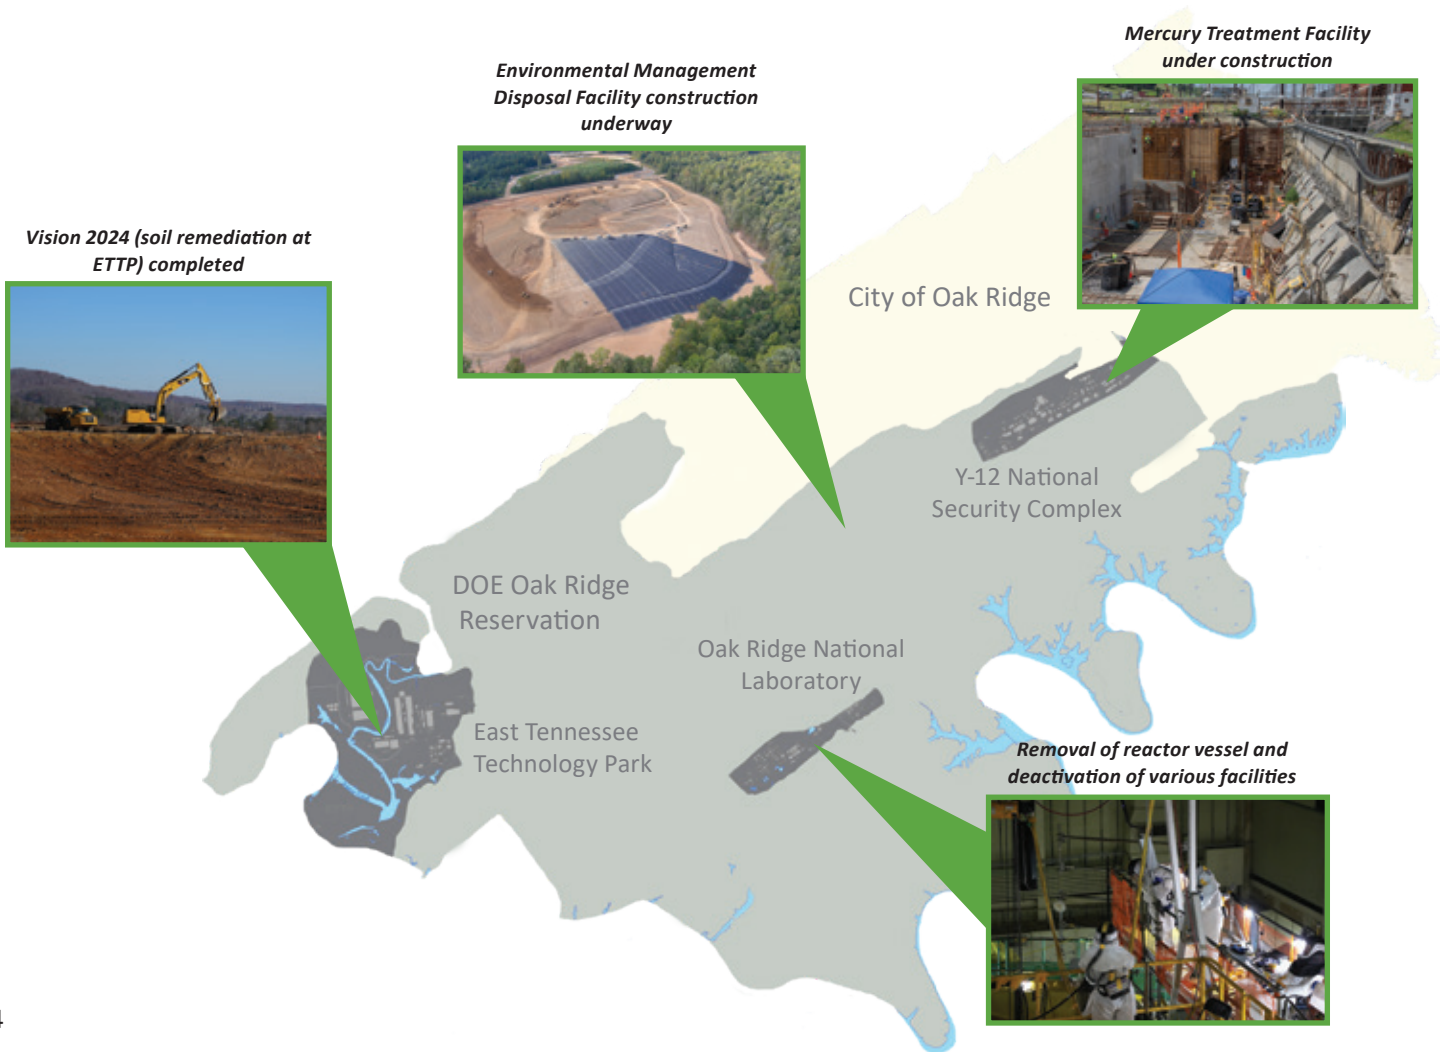 Mercury Treatment Facility
under construction
Environmental Management
Disposal Facility construction
underway
Vision 2024 (soil remediation at
ETTP) completed
City of Oak Ridge
Y-12 National
Security Complex
DOE Oak Ridge
Reservation
Oak Ridge National
Laboratory
East Tennessee
Technology Park
Removal of reactor vessel and
deactivation of various facilities
4